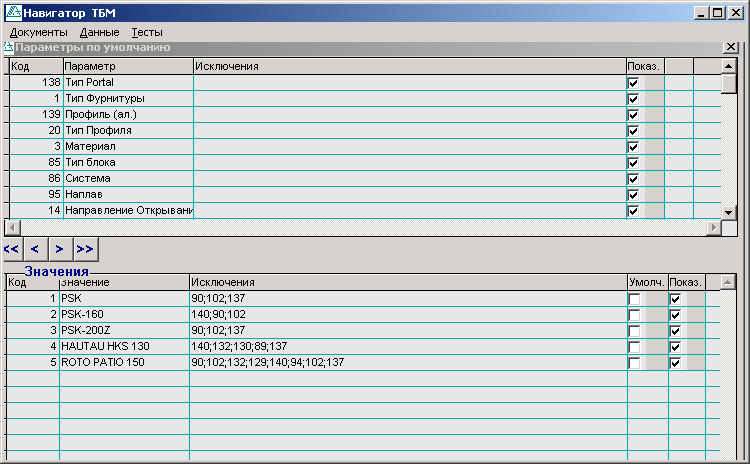 Навигатор ТБМ
Документы Данные Тесты
Параметры по умолчанию
Код Параметр Исключения Показ.
138 Тип Portal
1 Тип Фурнитуры
139 Профиль (ал.)
20 Тип Профиля
3 Материал
85 Тип блока
86 Система
95 Наплав
14 Направление Открывани
<< < > >>
Значения
Код Значение Исключения Умолч. Показ.
1 PSK 90;102;137
2 PSK-160 140;90;102
3 PSK-200Z 90;102;137
4 HAUTAU HKS 130 140;132;130;89;137
5 ROTO PATIO 150 90;102;132;129;140;94;102;137